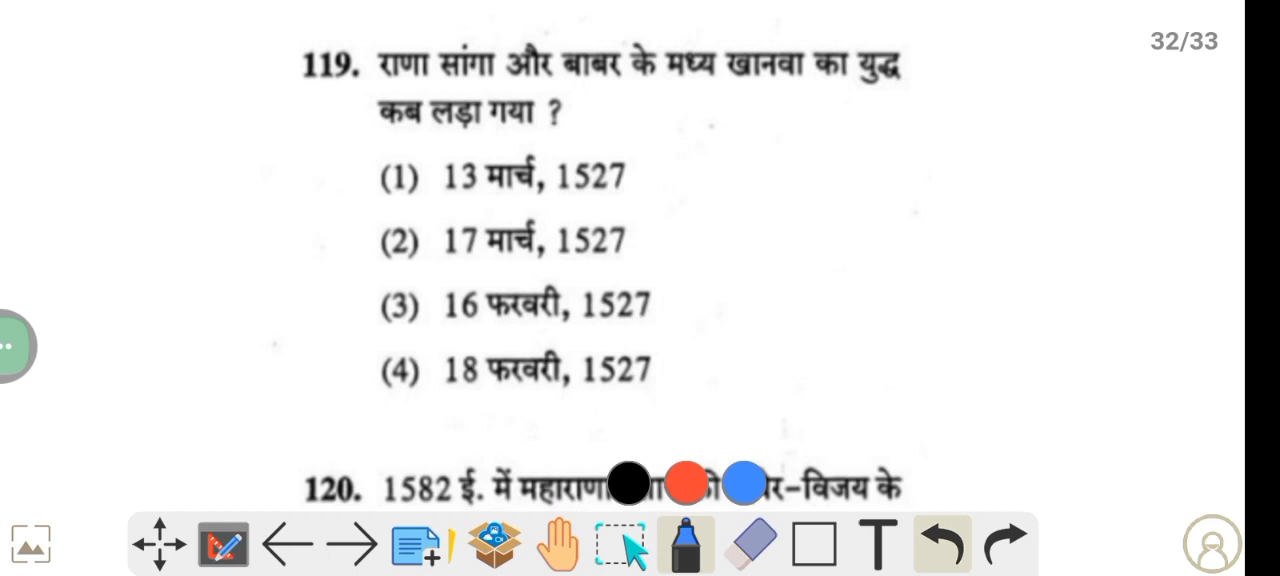 32/33
119. राणा सांगा और बाबर के मध्य खानवा का युद्ध
कब लड़ा गया ?
(1) 13 मार्च, 1527
(2) 17 मार्च, 1527
(3) 16 फरवरी, 1527
(4) 18 फरवरी, 1527
120. 1582 ई. में विजय के
T